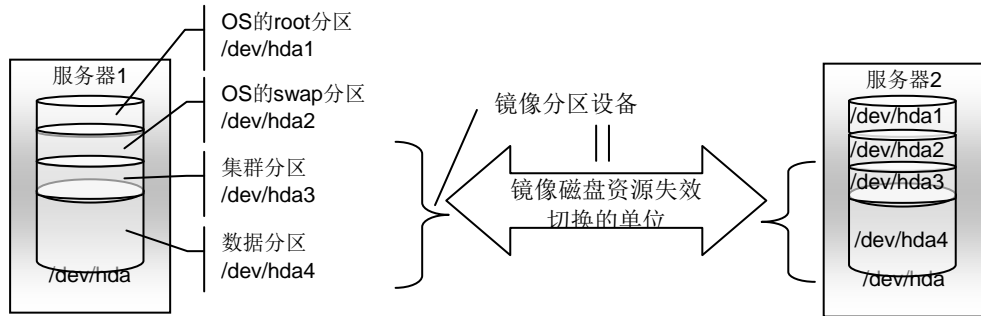 服务器1
/dev/hda
OS的root分区
/dev/hda1
OS的swap分区
/dev/hda2
集群分区
/dev/hda3
数据分区
/dev/hda4
镜像分区设备
镜像磁盘资源失效
切换的单位
服务器2
/dev/hda1
/dev/hda2
/dev/hda3
/dev/hda4
/dev/hda